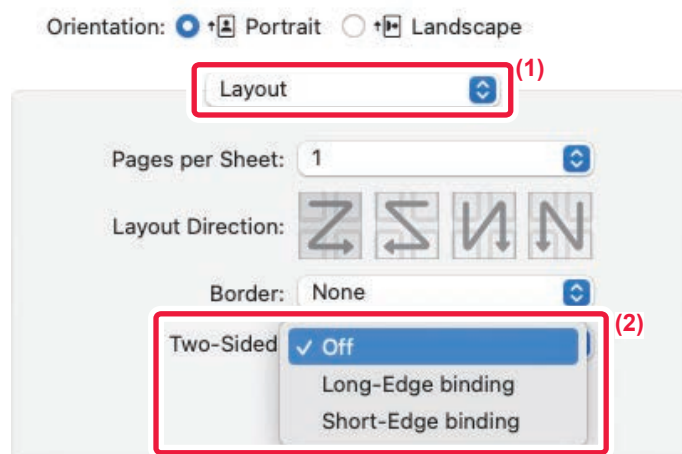 Orientation: Portrait Landscape
(1)
Layout
Pages per Sheet: 1
Layout Direction:
Border: None
(2)
Two-Sided ✓ Off
Long-Edge binding
Short-Edge binding